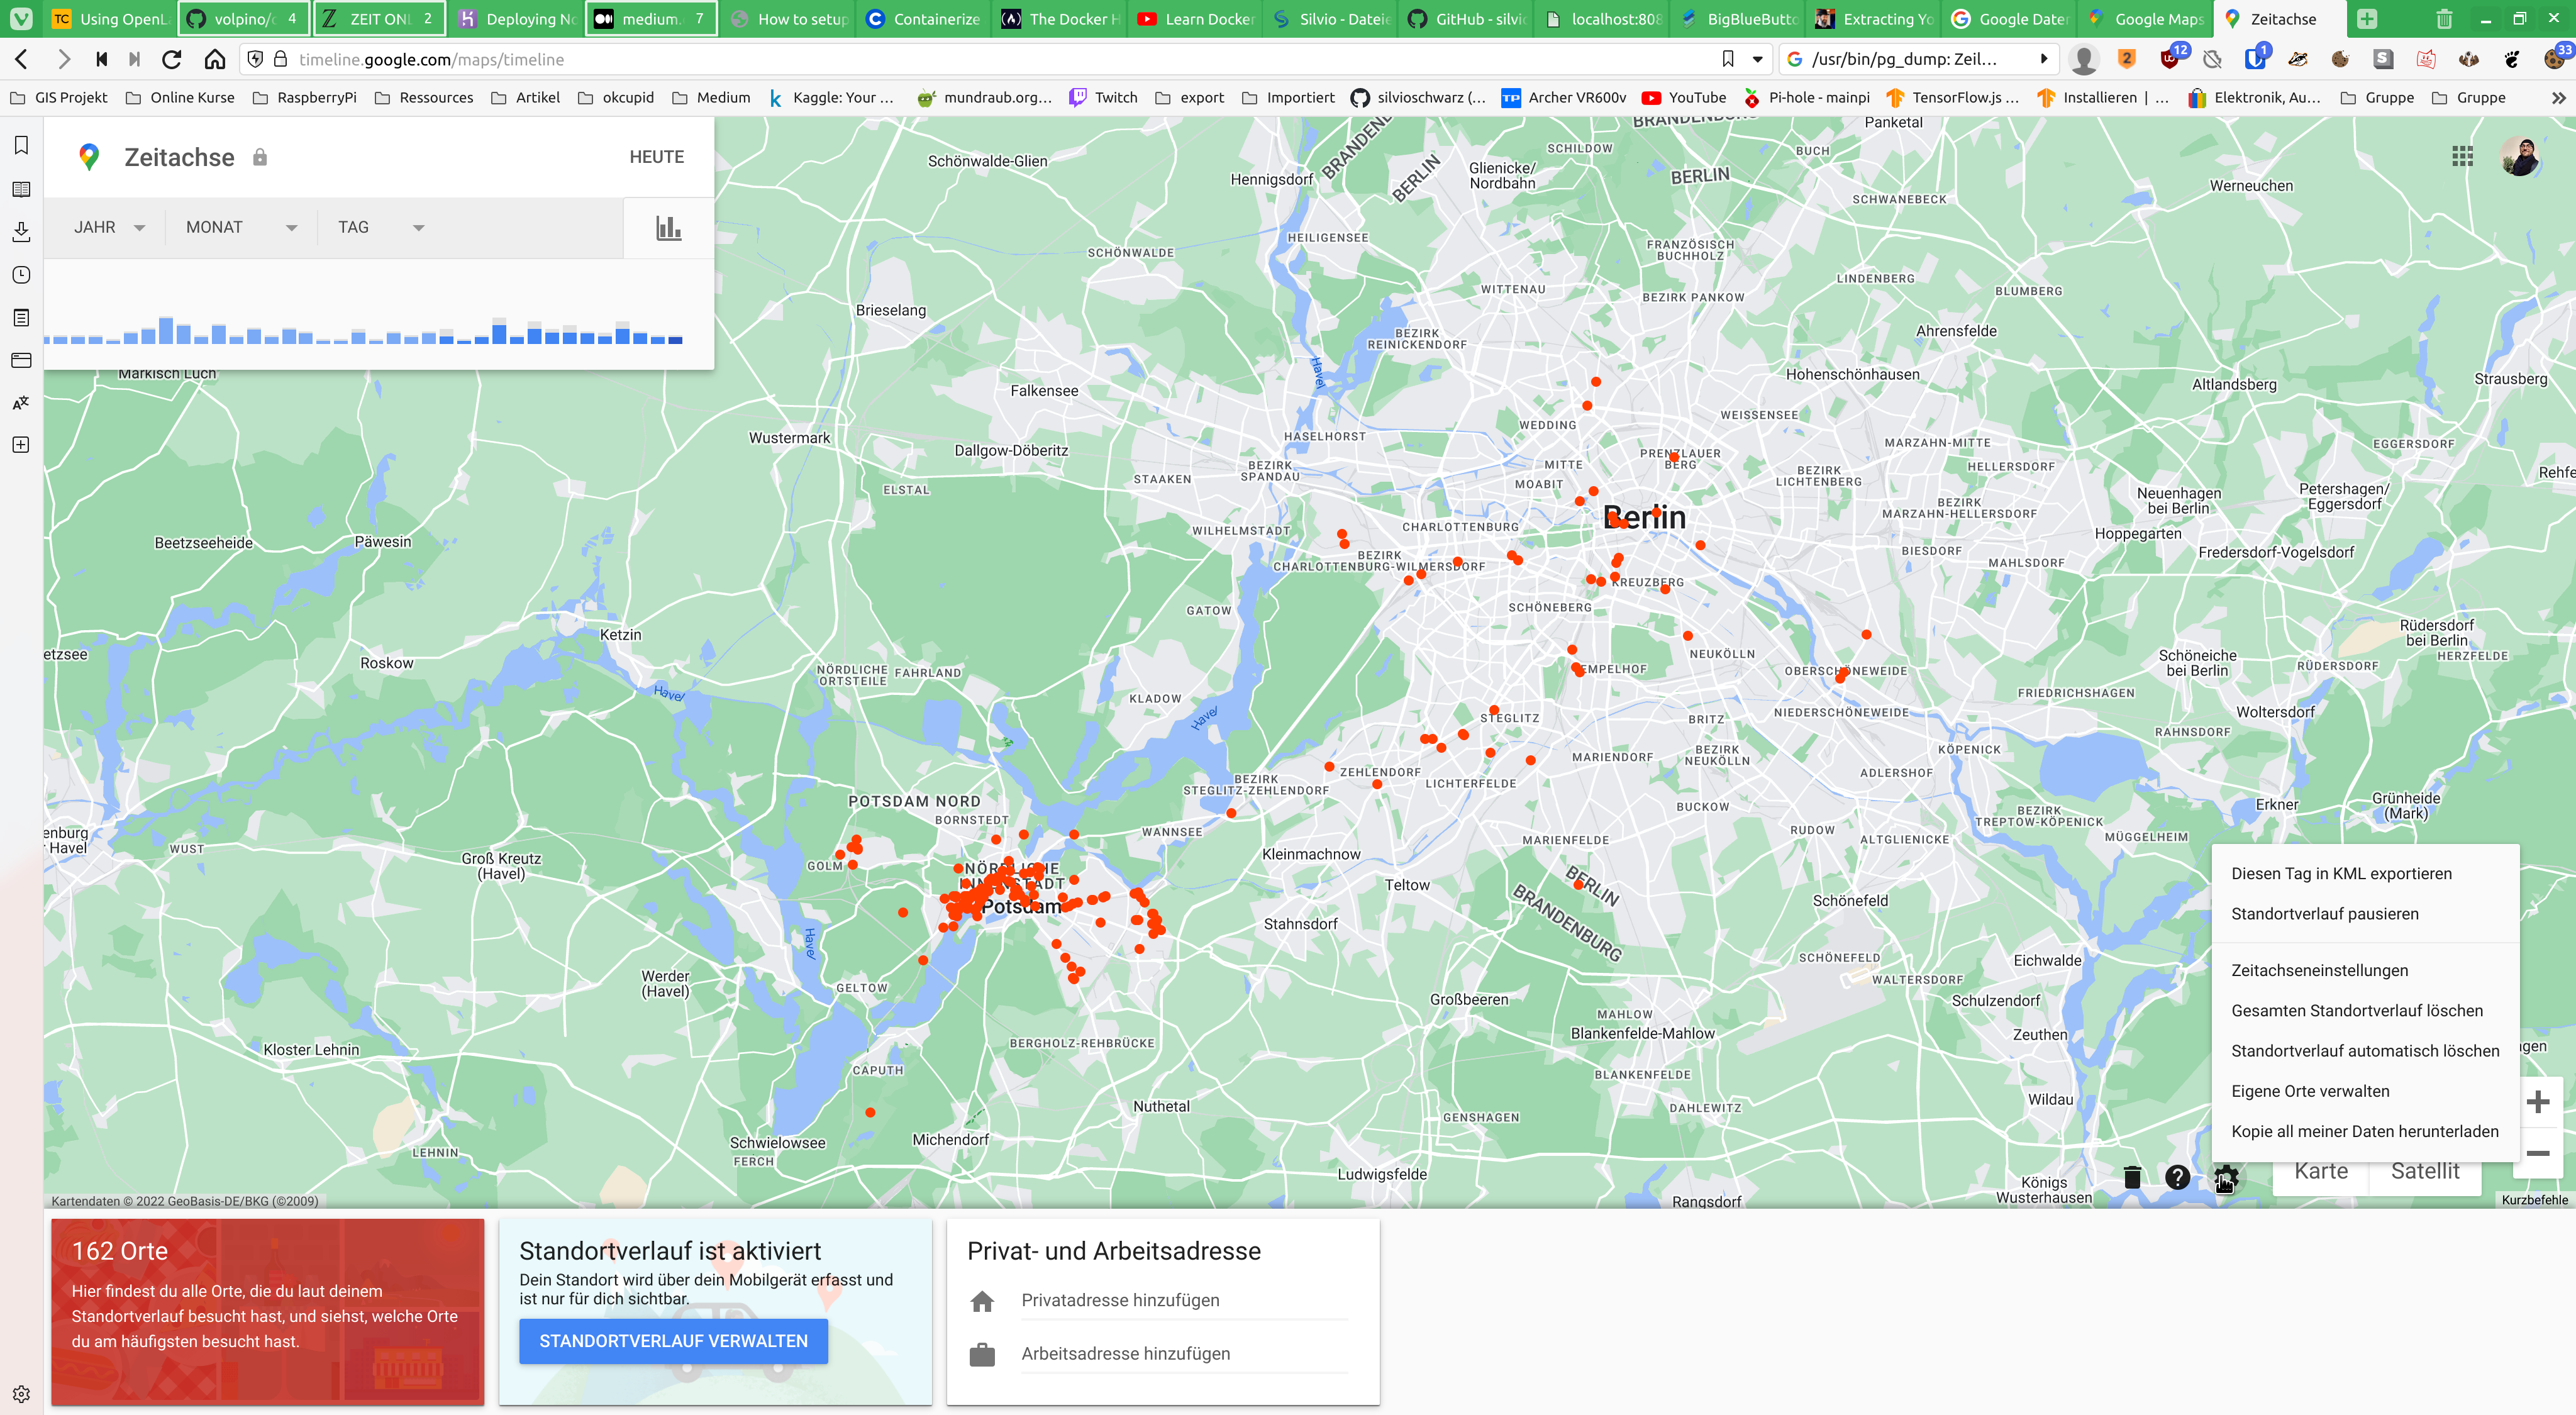 Using OpenL
volpino/c
4
ZEIT ONL
2
Deploying No
medium.
7
How to setup
Containerize
The Docker H
Learn Docker
Silvio - Dateie
GitHub - silvic
localhost:808
BigBlueButto
Extracting Yo
Google Daten
Google Maps
Zeitachse
timeline.google.com/maps/timeline
/usr/bin/pg_dump: Zeil...
2
12
1
33
GIS Projekt
Online Kurse
RaspberryPi
Ressources
Artikel
okcupid
Medium
Kaggle: Your ...
mundraub.org...
Twitch
export
Importiert
silvioschwarz (...
Archer VR600v
YouTube
Pi-hole - mainpi
TensorFlow.js ...
Installieren | ...
Elektronik, Au...
Gruppe
Gruppe
Zeitachse
HEUTE
JAHR
MONAT
TAG
Schönwalde-Glien
Hennigsdorf
BRANDENB
BERLIN
Glienicke/
Nordbahn
SCHILDOW
BRANDENBURG
BERLIN
Panketal
BUCH
SCHWANEBECK
Werneuchen
SCHÖNWALDE
HEILIGENSEE
FRANZÖSISCH
BUCHHOLZ
LINDENBERG
BLUMBERG
WITTENAU
BEZIRK PANKOW
Brieselang
BEZIRK
REINICKENDORF
Ahrensfelde
Markisch Luch
Havel
Hohenschönhausen
Altlandsberg
Strausberg
Falkensee
WEISSENSEE
Wustermark
HASELHORST
WEDDING
MARZAHN-MITTE
EGGERSDORF
Dallgow-Döberitz
BEZIRK
SPANDAU
MITTE
PRENZLAUER
BERG
HELLERSDORF
STAAKEN
MOABIT
BEZIRK
LICHTENBERG
Rehfe
ELSTAL
Neuenhagen
bei Berlin
Petershagen/
Eggersdorf
BEZIRK
MARZAHN-HELLERSDORF
WILHELMSTADT
CHARLOTTENBURG
Berlin
Hoppegarten
Beetzseeheide
Päwesin
BEZIRK
CHARLOTTENBURG-WILMERSDORF
BIESDORF
MAHLSDORF
Fredersdorf-Vogelsdorf
KREUZBERG
GATOW
SCHÖNEBERG
Ketzin
Rüdersdorf
bei Berlin
etzsee
Roskow
NÖRDLICHE
ORTSTEILE
FAHRLAND
NEUKÖLLN
Schöneiche
bei Berlin
HERZFELDE
RÜDERSDORF
EMPELHOF
OBERSCHÖNEWEIDE
Havel
KLADOW
FRIEDRICHSHAGEN
Havel
STEGLITZ
BRITZ
NIEDERSCHÖNEWEIDE
Woltersdorf
RAHNSDORF
MARIENDORF
BEZIRK
NEUKÖLLN
KÖPENICK
ZEHLENDORF
ADLERSHOF
BEZIRK
STEGLITZ-ZEHLENDORF
LICHTERFELDE
POTSDAM NORD
BUCKOW
BEZIRK
TREPTOW-KÖPENICK
Erkner
Grünheide
(Mark)
BORNSTEDT
WANNSEE
RUDOW
enburg
r Havel
WUST
MARIENFELDE
ALTGLIENICKE
MÜGGELHEIM
Groß Kreutz
(Havel)
GOLM
NÖRDLICHE
INNENSTADT
Kleinmachnow
Teltow
BERLIN
BRANDENBURG
Potsdam
Schönefeld
Stahnsdorf
Havel
SCHÖNEFELD
Eichwalde
Werder
(Havel)
GELTOW
WALTERSDORF
Großbeeren
Schulzendorf
MAHLOW
Blankenfelde-Mahlow
Zeuthen
Kloster Lehnin
BERGHOLZ-REHBRÜCKE
CAPUTH
BLANKENFELDE
Nuthetal
DAHLEWITZ
Wildau
GENSHAGEN
Schwielowsee
FERCH
Michendorf
LEHNIN
Ludwigsfelde
Königs
Wusterhausen
Rangsdorf
Diesen Tag in KML exportieren
Standortverlauf pausieren
Zeitachseneinstellungen
Gesamten Standortverlauf löschen
Standortverlauf automatisch löschen
Eigene Orte verwalten
Kopie all meiner Daten herunterladen
ngen
Karte
Satellit
Kartendaten © 2022 GeoBasis-DE/BKG (©2009)
Kurzbefehle
162 Orte
Hier findest du alle Orte, die du laut deinem
Standortverlauf besucht hast, und siehst, welche Orte
du am häufigsten besucht hast.
Standortverlauf ist aktiviert
Dein Standort wird über dein Mobilgerät erfasst und
ist nur für dich sichtbar.
STANDORTVERLAUF VERWALTEN
Privat- und Arbeitsadresse
Privatadresse hinzufügen
Arbeitsadresse hinzufügen